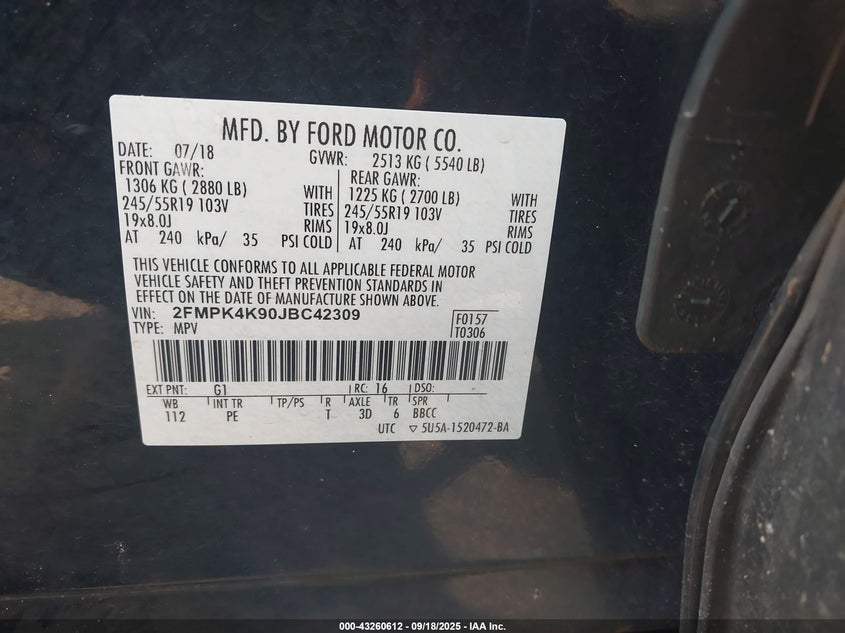 MFD. BY FORD MOTOR CO.
DATE: 07/18 GVWR: 2513 KG ( 5540 LB)
FRONT GAWR: REAR GAWR:
1306 KG ( 2880 LB) WITH 1225 KG ( 2700 LB) WITH
245/55R19 103V TIRES 245/55R19 103V TIRES
19x8.0J RIMS 19x8.0J RIMS
AT 240 kPa/ 35 PSI COLD AT 240 kPa/ 35 PSI COLD
THIS VEHICLE CONFORMS TO ALL APPLICABLE FEDERAL MOTOR
VEHICLE SAFETY AND THEFT PREVENTION STANDARDS IN
EFFECT ON THE DATE OF MANUFACTURE SHOWN ABOVE.
VIN: 2FMPK4K90JBC42309 F0157
TYPE: MPV T0306
EXT PNT: G1 RC: 16 DSO:
WB INT TR TP/PS R AXLE TR SPR
112 PE T 3D 6 BBCC
UTC ▽ 5U5A-1520472-BA
000-43260612 - 09/18/2025 - IAA Inc.